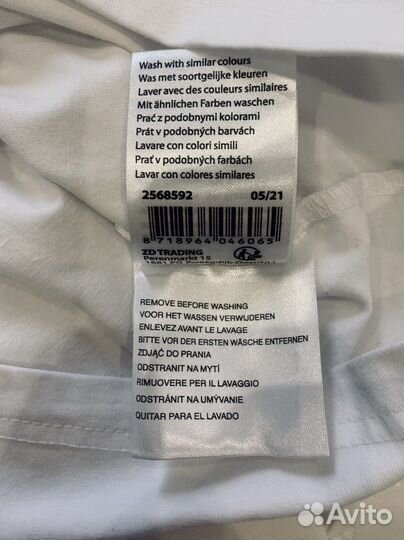 Wash with similar colours
Was met soortgelijke kleuren
Laver avec des couleurs similaires
Mit ähnlichen Farben waschen
Prać z podobnymi kolorami
Prát v podobných barvách
Lavare con colori simili
Prať v podobných farbách
Lavar con colores similares
2568592 05/21
8 718964 046065
ZD TRADING
Perenmarkt 15
REMOVE BEFORE WASHING
VOOR HET WASSEN VERWIJDEREN
ENLEVEZ AVANT LE LAVAGE
BITTE VOR DER ERSTEN WÄSCHE ENTFERNEN
ZDJĄĆ DO PRANIA
ODSTRANIT NA MYTÍ
RIMUOVERE PER IL LAVAGGIO
ODSTRÁNIT NA UMÝVANIE
QUITAR PARA EL LAVADO
Avito